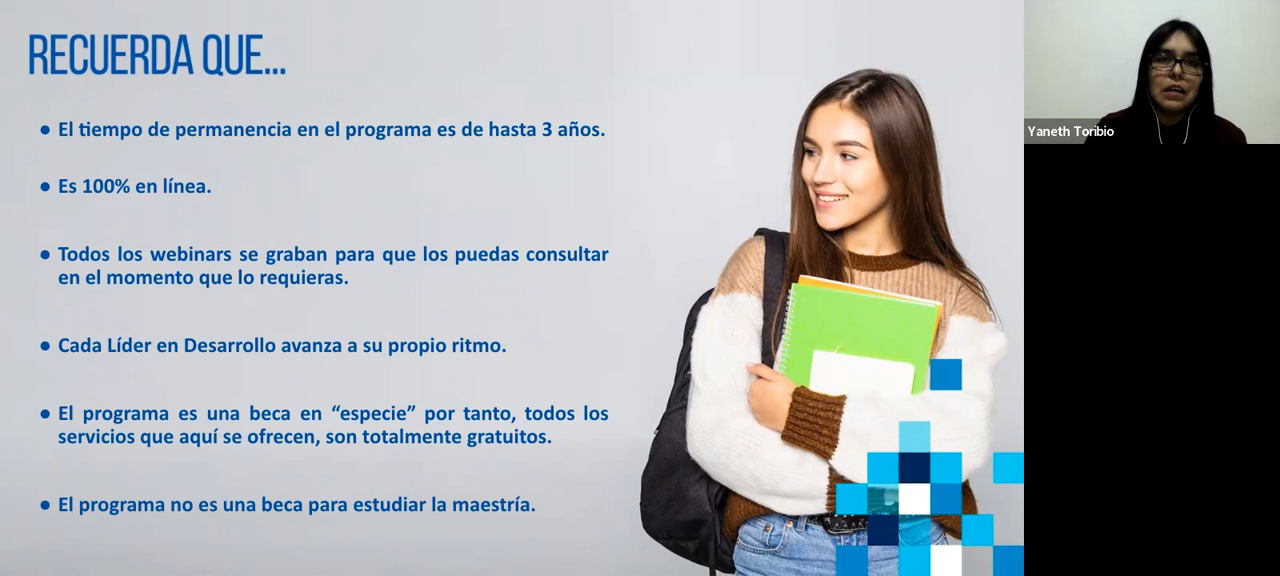 RECUERDA QUE...
● El tiempo de permanencia en el programa es de hasta 3 años.
● Es 100% en línea.
● Todos los webinars se graban para que los puedas consultar
en el momento que lo requieras.
● Cada Líder en Desarrollo avanza a su propio ritmo.
● El programa es una beca en “especie” por tanto, todos los
servicios que aquí se ofrecen, son totalmente gratuitos.
● El programa no es una beca para estudiar la maestría.
Yaneth Toribio